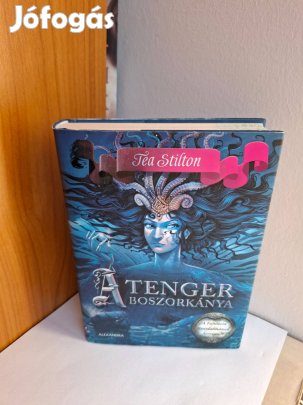 Jófogás
Tea Stilton
A TENGER
BOSZORKÁNYA
ALEXANDRA